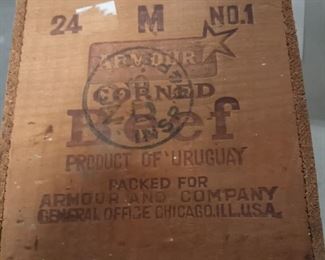 24 M NO.1
ARMOUR
CORNED
Beef
PRODUCT OF URUGUAY
PACKED FOR
ARMOUR AND COMPANY
GENERAL OFFICE CHICAGO. ILL. U.S.A.